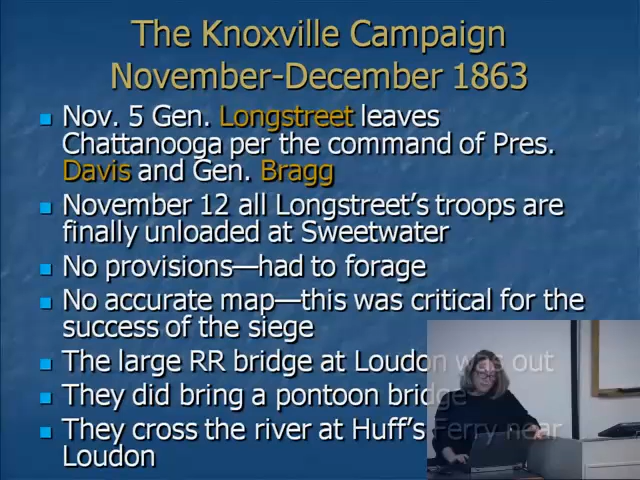 The Knoxville Campaign
November-December 1863
Nov. 5 Gen. Longstreet leaves
Chattanooga per the command of Pres.
Davis and Gen. Bragg
November 12 all Longstreet's troops are
finally unloaded at Sweetwater
No provisions—had to forage
No accurate map—this was critical for the
success of the siege
The large RR bridge at Loudon was out
They did bring a pontoon bridge
They cross the river at Huff's Ferry near
Loudon